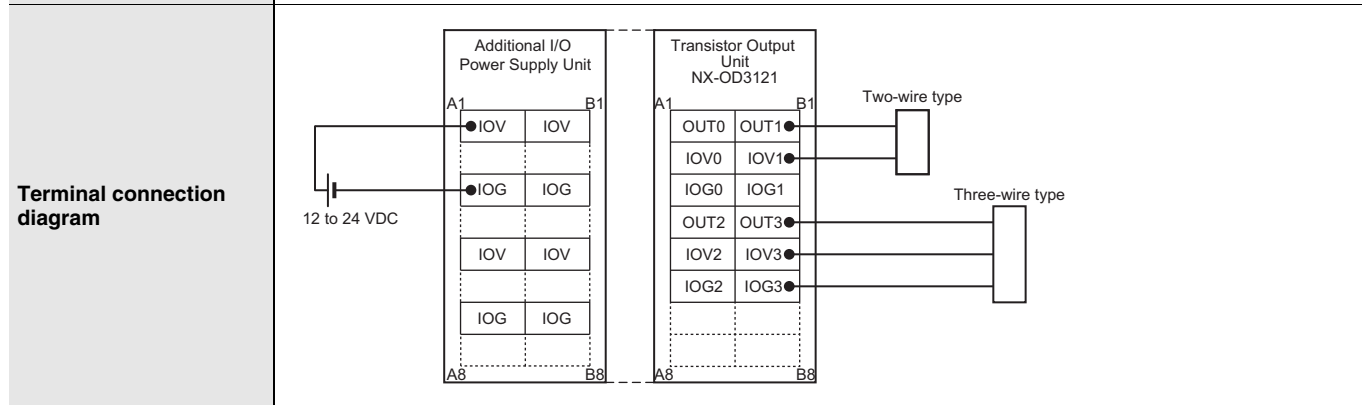 Terminal connection
diagram
Additional I/O
Power Supply Unit
A1 B1
IOV IOV
IOG IOG
IOV IOV
IOG IOG
A8 B8
12 to 24 VDC
Transistor Output
Unit
NX-OD3121
A1 B1
OUT0 OUT1
IOV0 IOV1
IOG0 IOG1
OUT2 OUT3
IOV2 IOV3
IOG2 IOG3
A8 B8
Two-wire type
Three-wire type